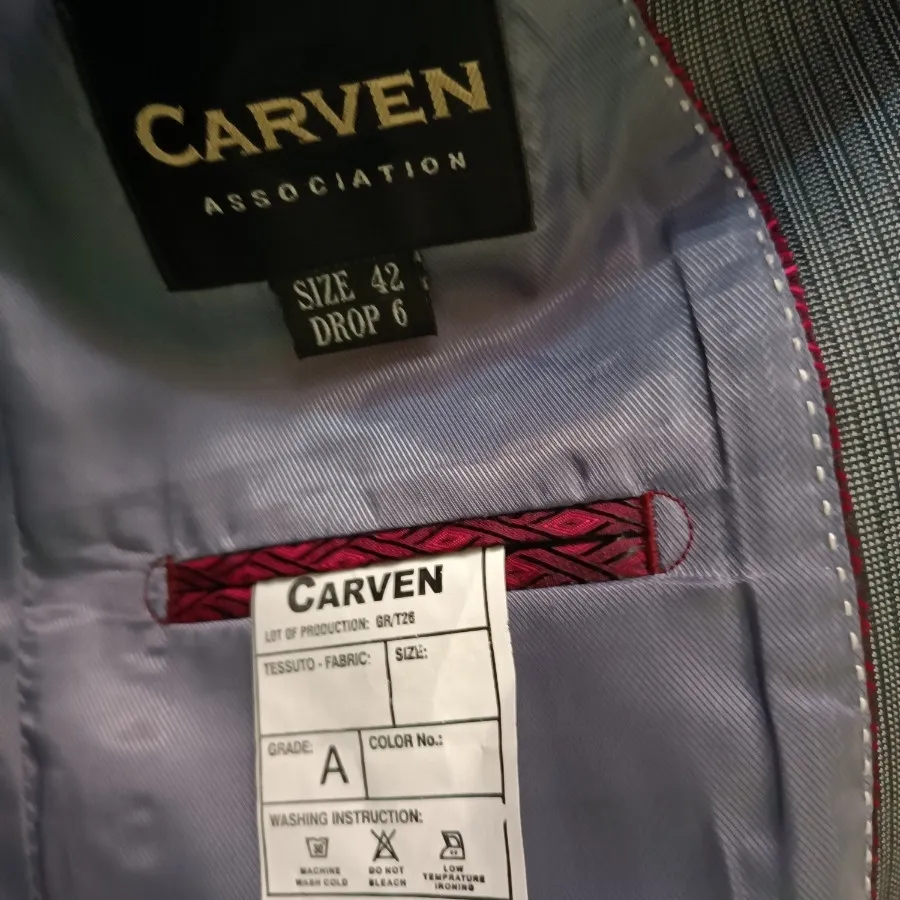 CARVEN
ASSOCIATION
SIZE 42
DROP 6
CARVEN
LOT OF PRODUCTION: GR/T26
TESSUTO - FABRIC:
SIZE:
GRADE: A
COLOR No.:
WASHING INSTRUCTION:
30
MACHINE WASH COLD
DO NOT BLEACH
LOW TEMPRATURE IRONING